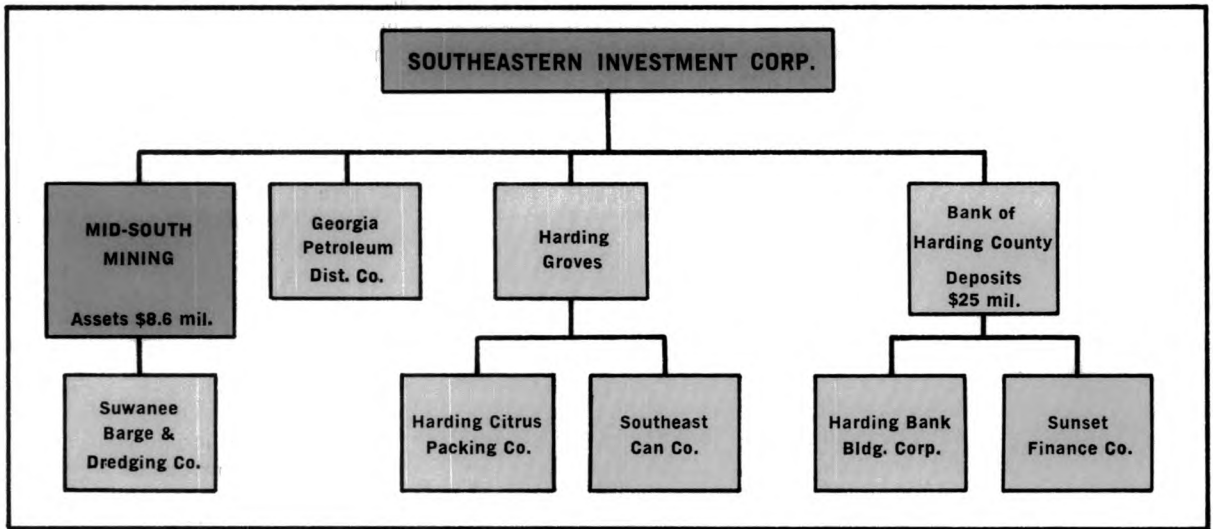 SOUTHEASTERN INVESTMENT CORP.
MID-SOUTH
MINING
Assets $8.6 mil.
Georgia
Petroleum
Dist. Co.
Harding
Groves
Bank of
Harding County
Deposits
$25 mil.
Suwanee
Barge &
Dredging Co.
Harding Citrus
Packing Co.
Southeast
Can Co.
Harding Bank
Bldg. Corp.
Sunset
Finance Co.